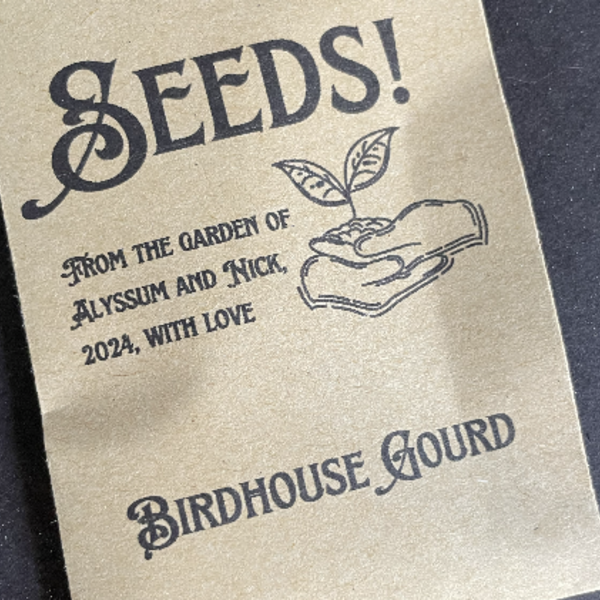 SEEDS!
FROM THE GARDEN OF
ALYSSUM AND NICK,
2024, WITH LOVE
BIRDHOUSE GOURD